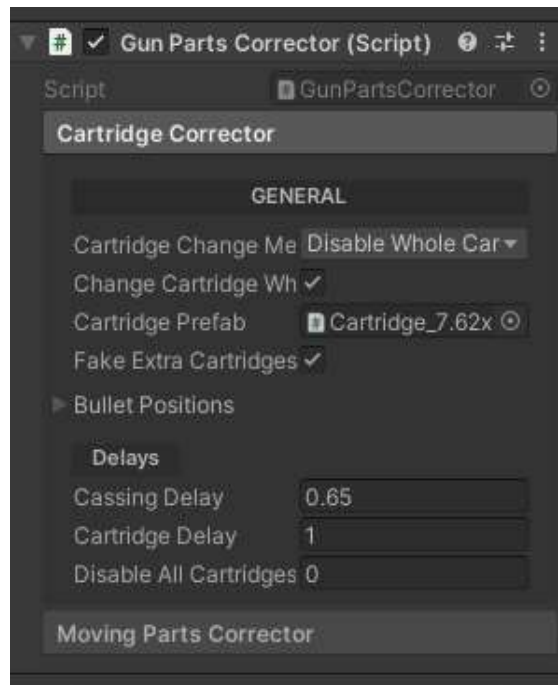 Gun Parts Corrector (Script)
Script GunPartsCorrector
Cartridge Corrector
GENERAL
Cartridge Change Me Disable Whole Car
Change Cartridge Wh
Cartridge Prefab Cartridge_7.62x
Fake Extra Cartridges
Bullet Positions
Delays
Cassing Delay 0.65
Cartridge Delay 1
Disable All Cartridges 0
Moving Parts Corrector